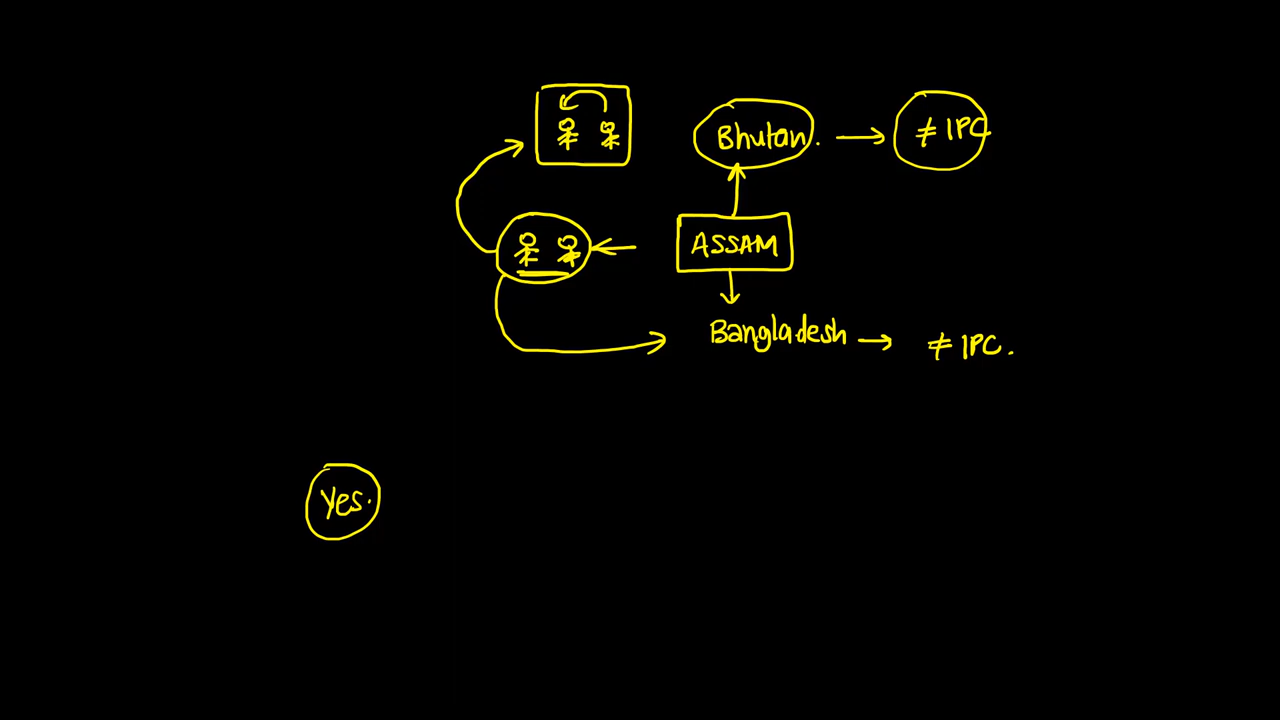 Bhutan. → ≠ IPC
ASSAM
Bangladesh → ≠ IPC.
Yes.